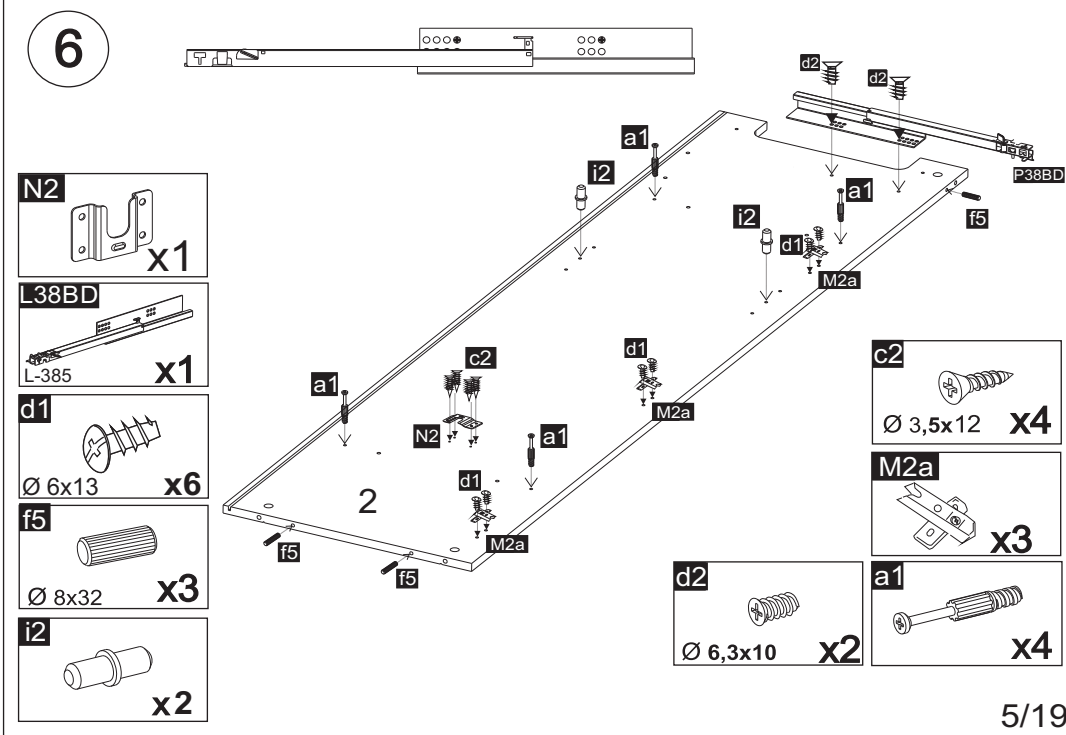 6
N2
x1
L38BD
L-385
x1
d1
Ø 6x13
x6
f5
Ø 8x32
x3
i2
x2
d2
d2
P38BD
a1
i2
a1
f5
i2
d1
M2a
c2
a1
N2
d1
M2a
a1
2
d1
M2a
f5
f5
c2
Ø 3,5x12
x4
M2a
x3
d2
Ø 6,3x10
x2
a1
x4
5/19